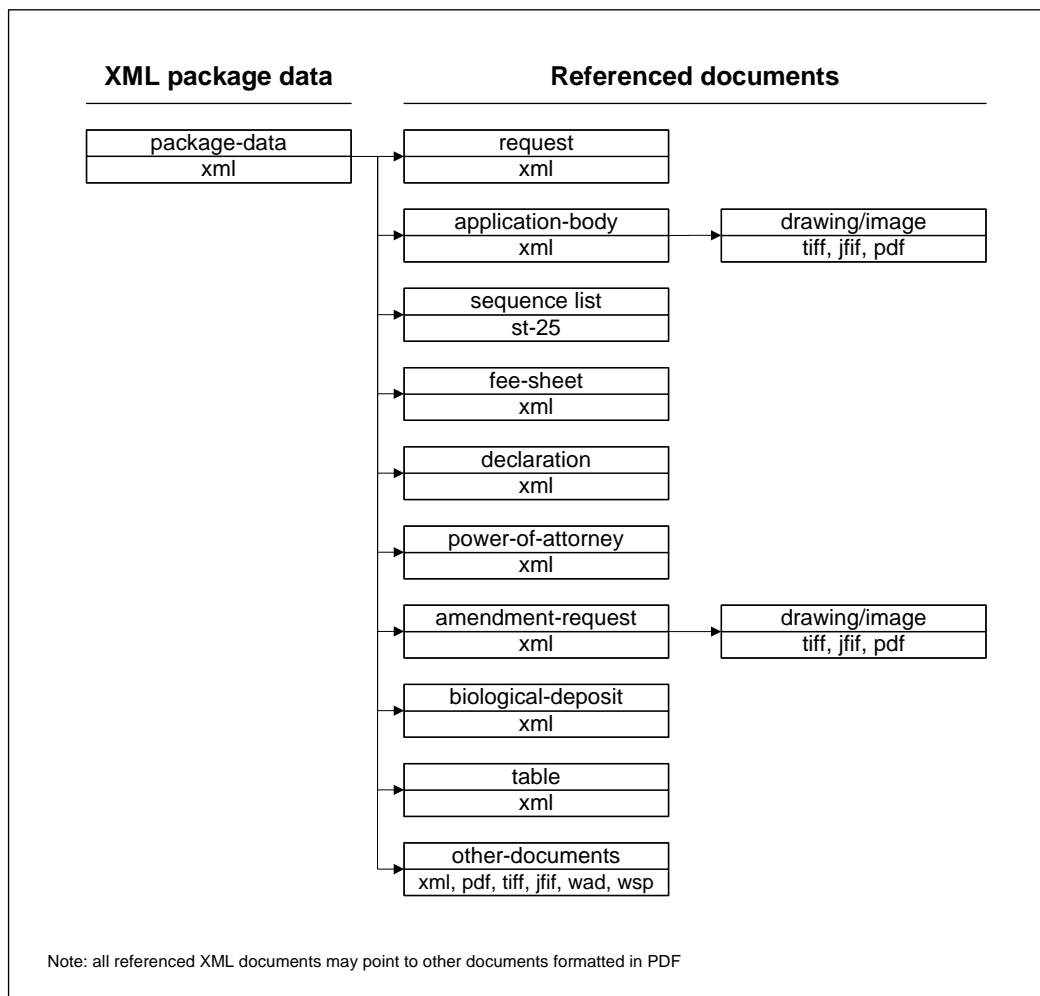 XML package data
Referenced documents
package-data
xml
request
xml
application-body
xml
drawing/image
tiff, jfif, pdf
sequence list
st-25
fee-sheet
xml
declaration
xml
power-of-attorney
xml
amendment-request
xml
drawing/image
tiff, jfif, pdf
biological-deposit
xml
table
xml
other-documents
xml, pdf, tiff, jfif, wad, wsp
Note: all referenced XML documents may point to other documents formatted in PDF